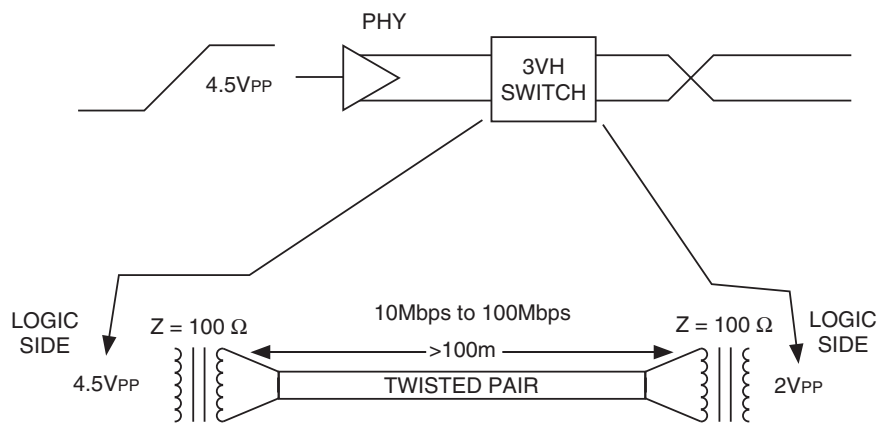 PHY
4.5VPP
3VH
SWITCH
10Mbps to 100Mbps
LOGIC
SIDE
Z = 100 Ω
Z = 100 Ω
LOGIC
SIDE
>100m
4.5VPP
TWISTED PAIR
2VPP